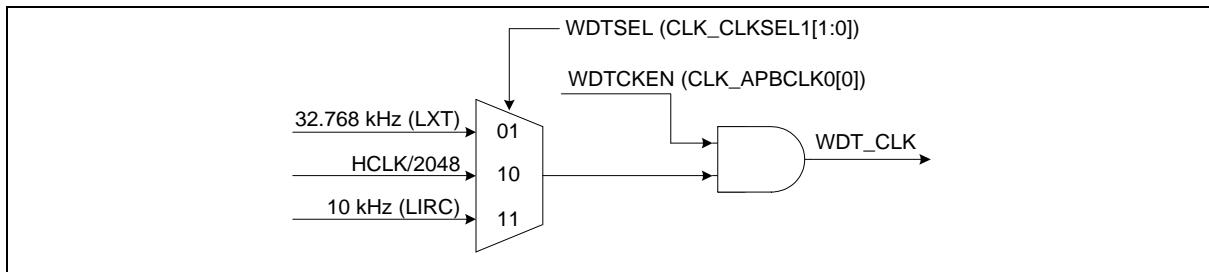 WDTSEL (CLK_CLKSEL1[1:0])
WDTCKEN (CLK_APBCLK0[0])
32.768 kHz (LXT)
01
WDT_CLK
HCLK/2048
10
10 kHz (LIRC)
11